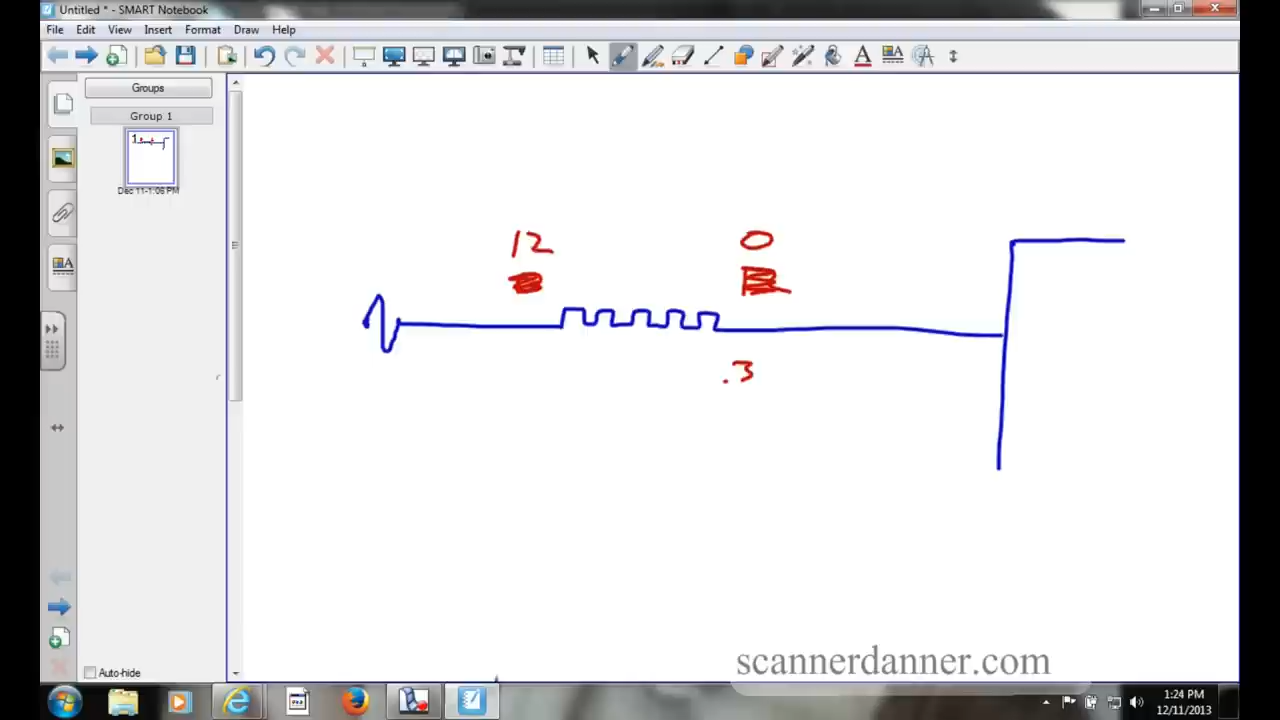 Untitled * - SMART Notebook
File Edit View Insert Format Draw Help
Groups
Group 1
Dec 11-1:06 PM
12 0
.3
Auto-hide
scannerdanner.com
1:24 PM
12/11/2013